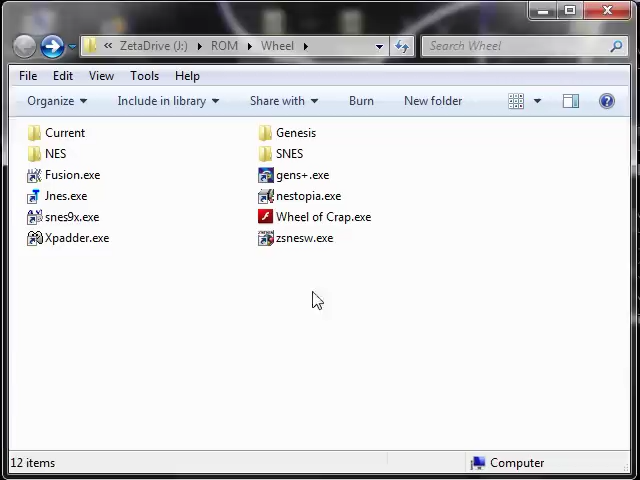 « ZetaDrive (J:) ROM Wheel Search Wheel
File Edit View Tools Help
Organize Include in library Share with Burn New folder
Current Genesis
NES SNES
Fusion.exe gens+.exe
Jnes.exe nestopia.exe
snes9x.exe Wheel of Crap.exe
Xpadder.exe zsnesw.exe
12 items Computer